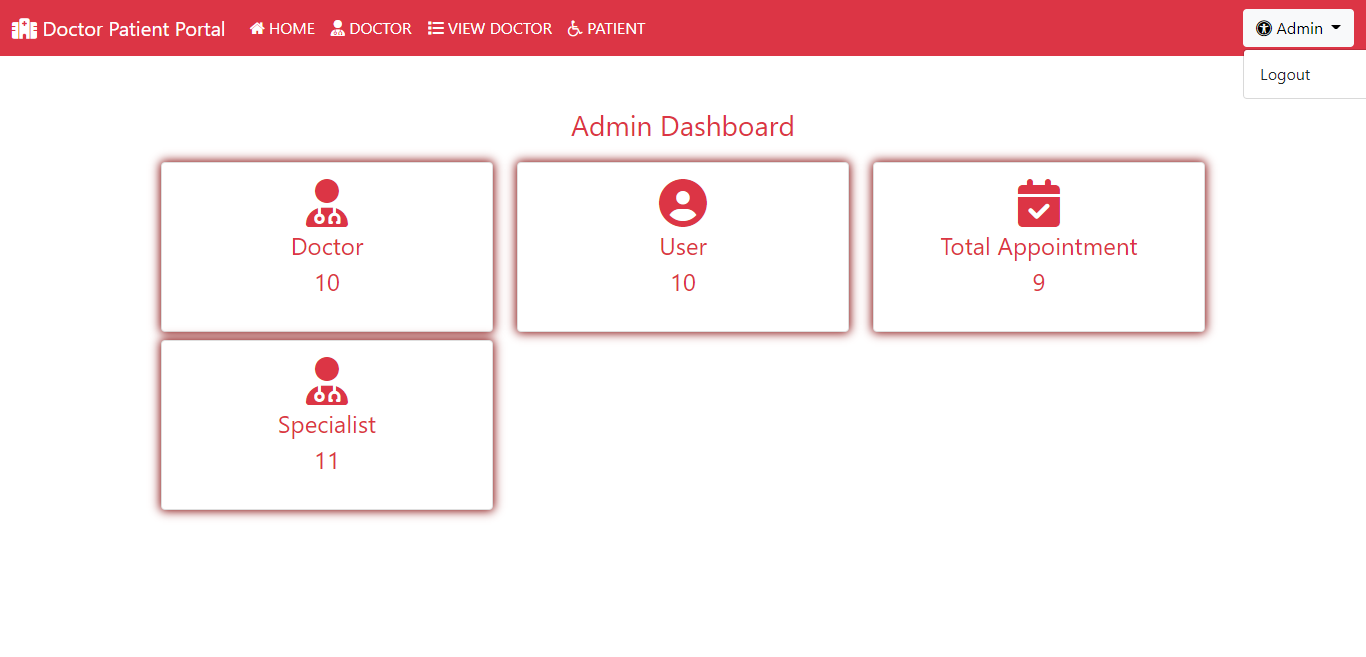 Doctor Patient Portal HOME DOCTOR VIEW DOCTOR PATIENT Admin
Logout
Admin Dashboard
Doctor
10
User
10
Total Appointment
9
Specialist
11